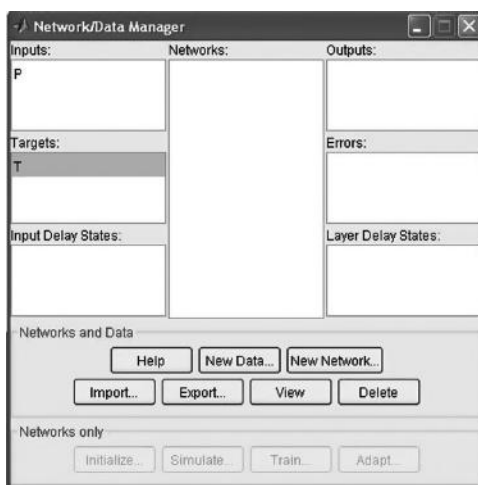 Network/Data Manager
Inputs: Networks: Outputs:
P
Targets: Errors:
T
Input Delay States: Layer Delay States:
Networks and Data
Help New Data... New Network...
Import... Export... View Delete
Networks only
Initialize... Simulate... Train... Adapt...